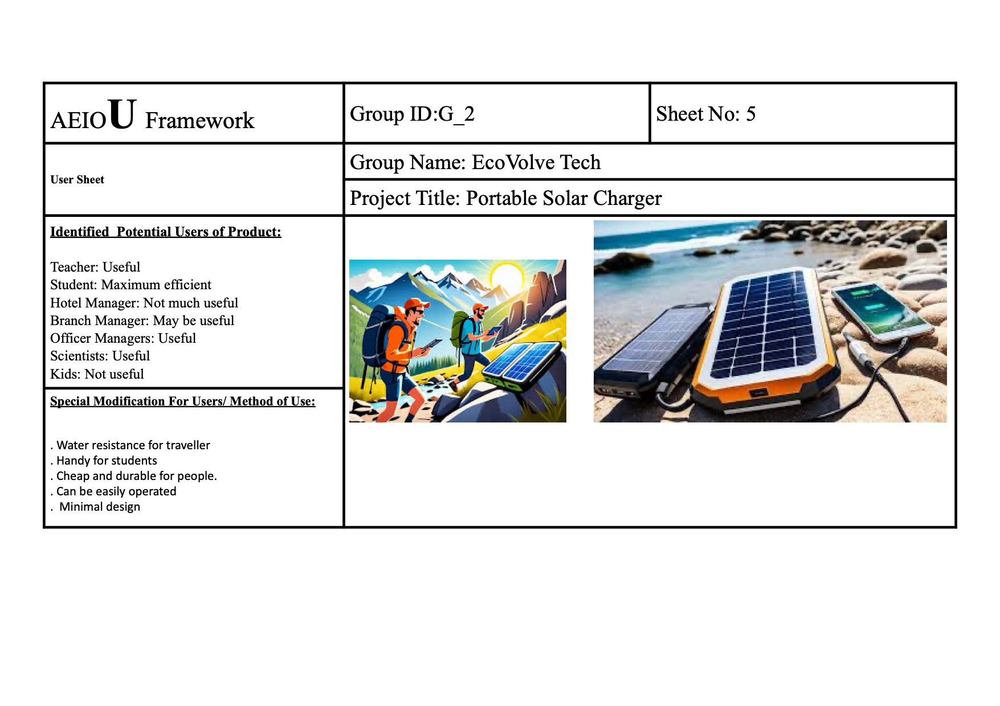 AEIOU Framework
Group ID:G_2
Sheet No: 5
User Sheet
Group Name: EcoVolve Tech
Project Title: Portable Solar Charger
Identified  Potential Users of Product:
Teacher: Useful
Student: Maximum efficient
Hotel Manager: Not much useful
Branch Manager: May be useful
Officer Managers: Useful
Scientists: Useful
Kids: Not useful
Special Modification For Users/ Method of Use:
. Water resistance for traveller
. Handy for students
. Cheap and durable for people.
. Can be easily operated
.  Minimal design